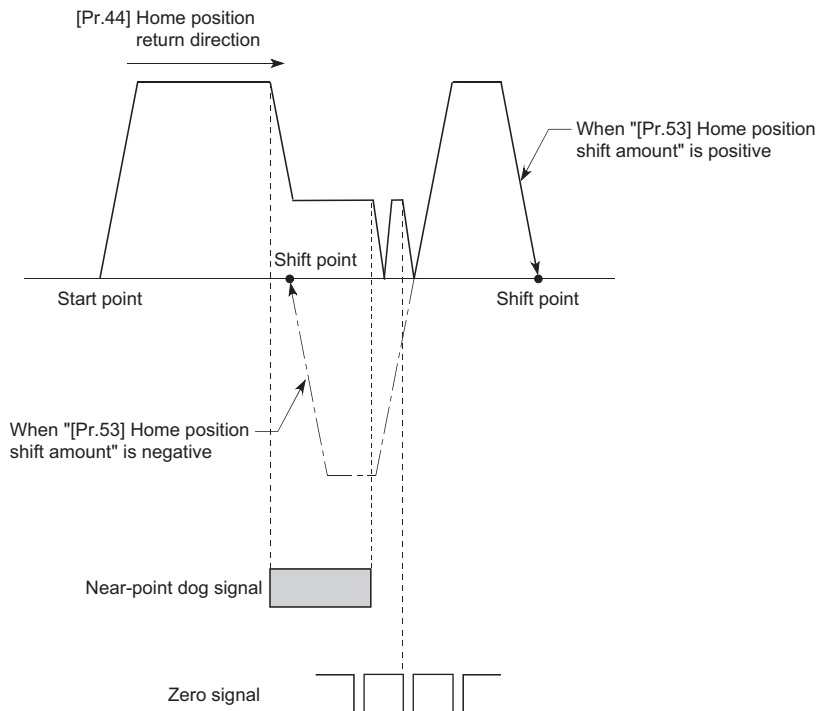 [Pr.44] Home position
return direction
When "[Pr.53] Home position
shift amount" is positive
Shift point
Start point
Shift point
When "[Pr.53] Home position
shift amount" is negative
Near-point dog signal
Zero signal